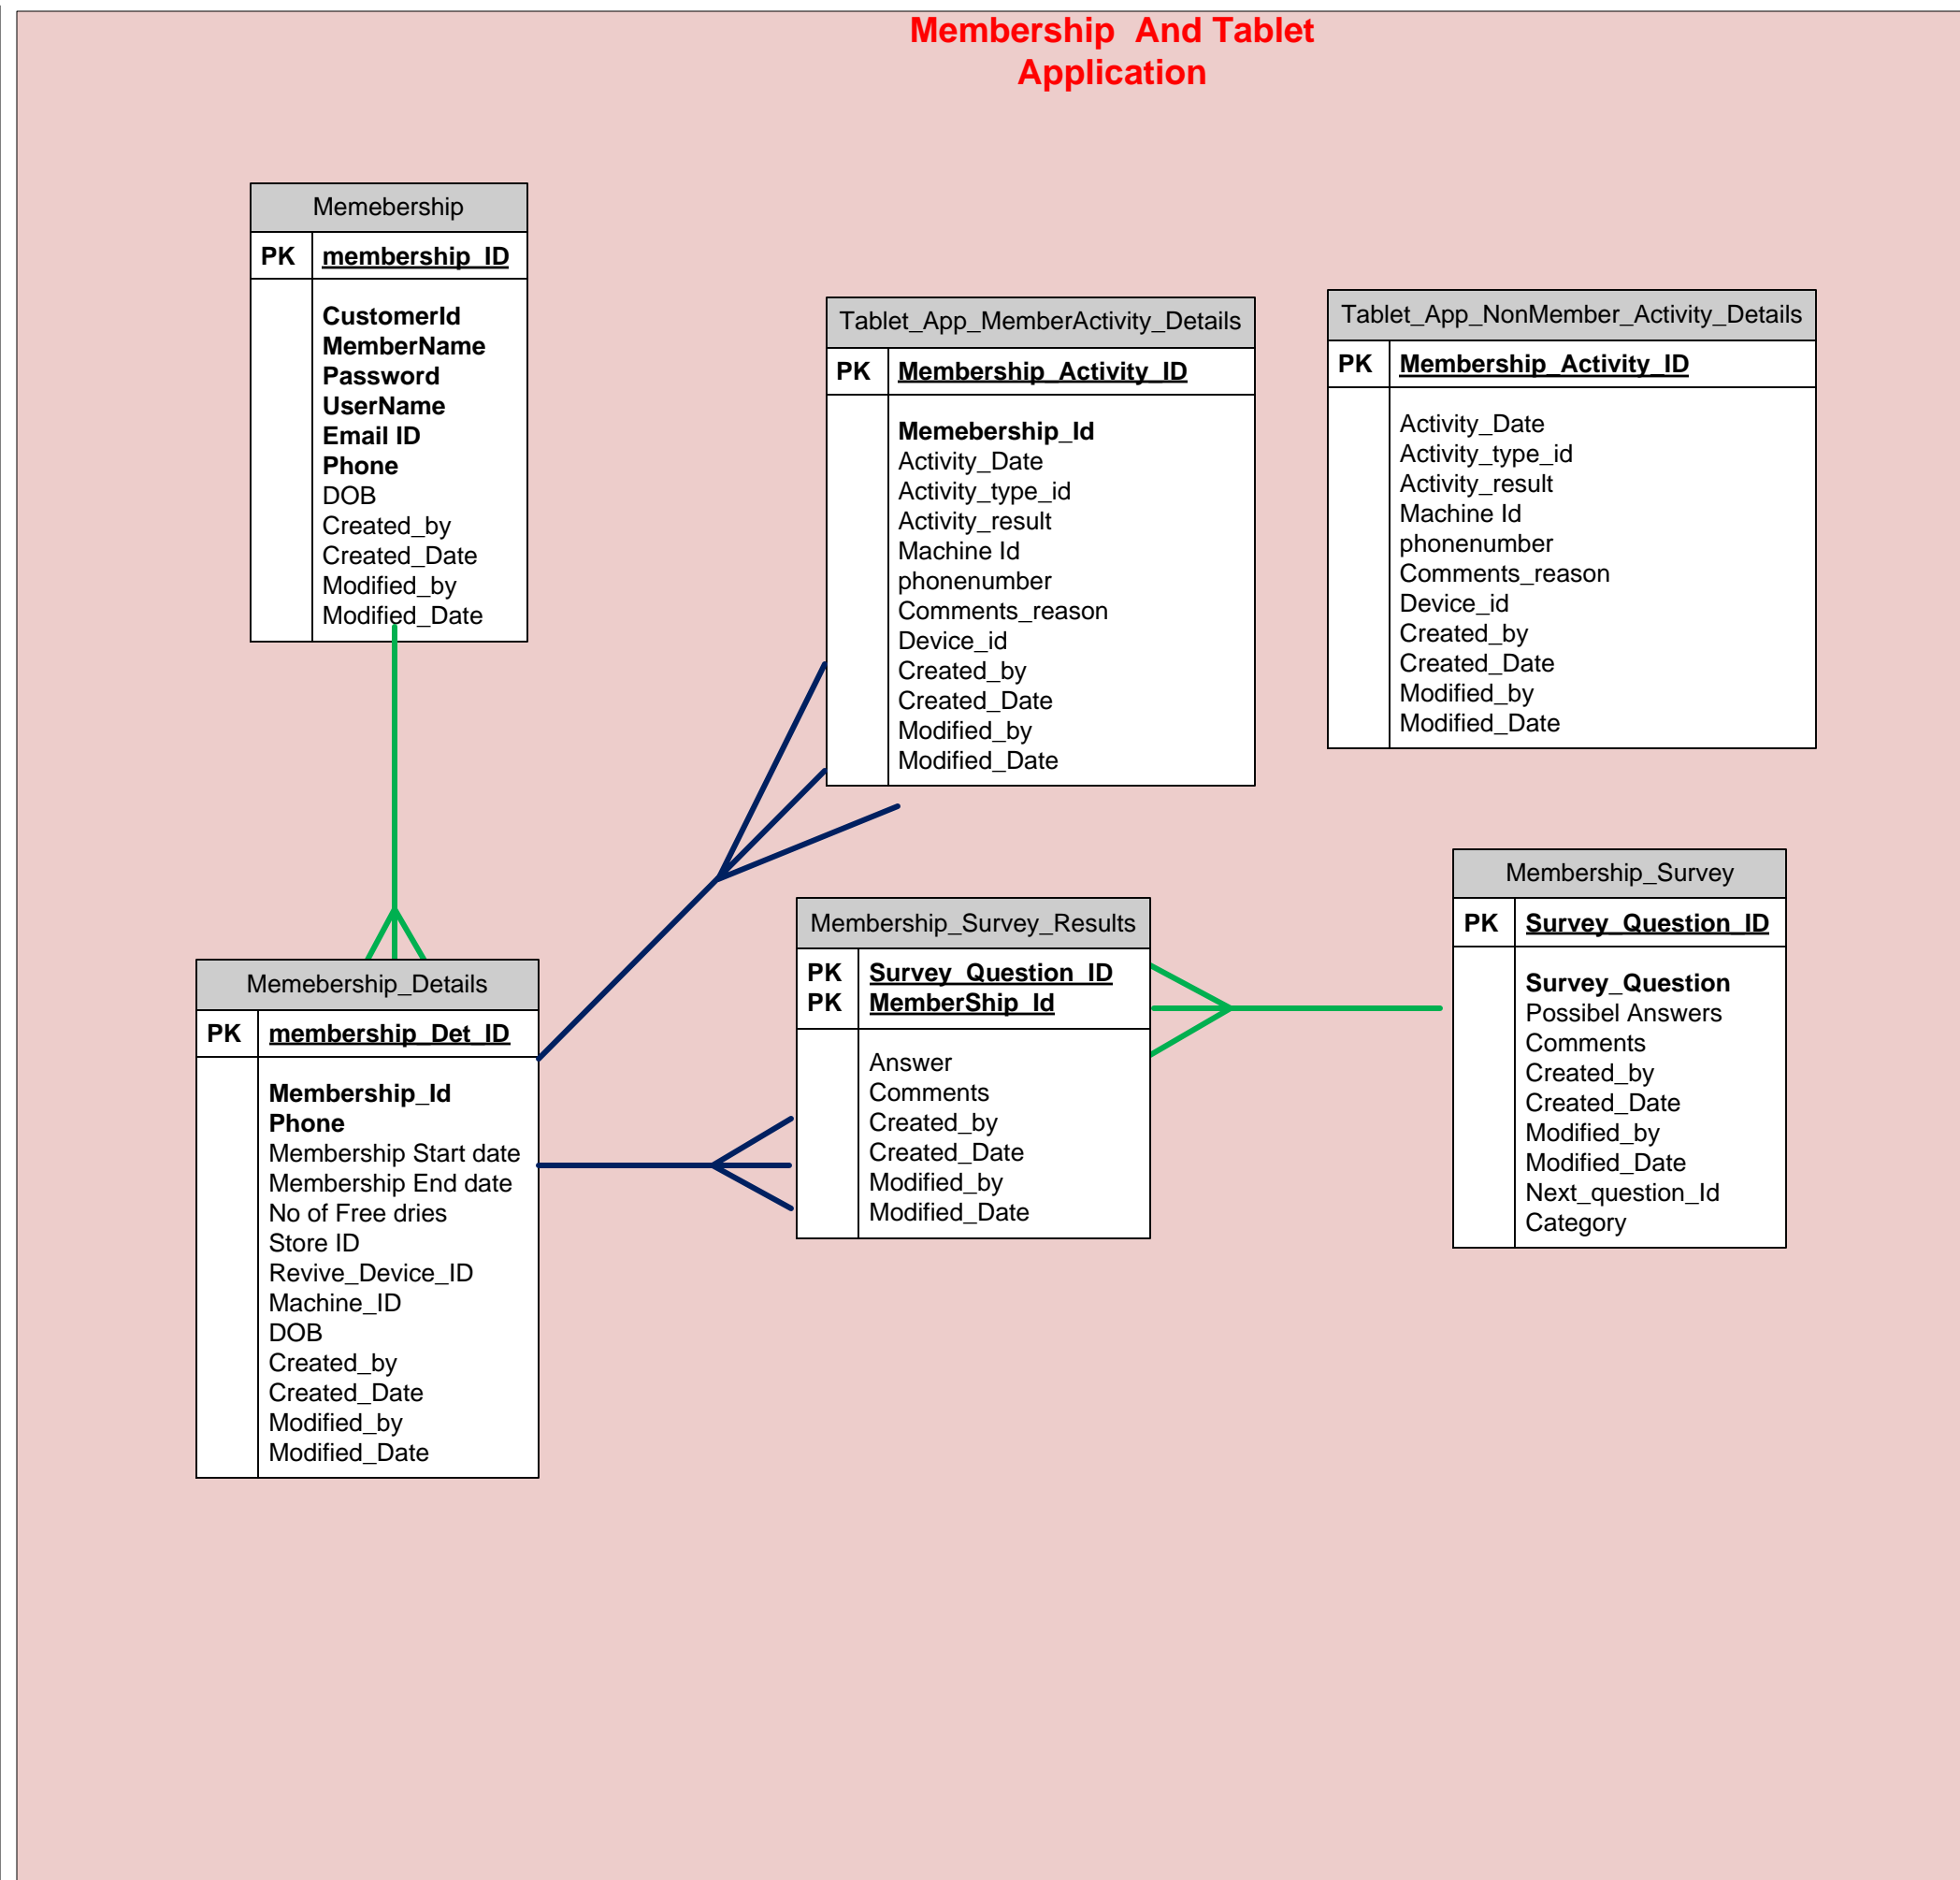 Membership And Tablet
Application
Memebership
PK membership_ID
CustomerId
MemberName
Password
UserName
Email ID
Phone
DOB
Created_by
Created_Date
Modified_by
Modified_Date
Tablet_App_MemberActivity_Details
PK Membership_Activity_ID
Memebership_Id
Activity_Date
Activity_type_id
Activity_result
Machine Id
phonenumber
Comments_reason
Device_id
Created_by
Created_Date
Modified_by
Modified_Date
Tablet_App_NonMember_Activity_Details
PK Membership_Activity_ID
Activity_Date
Activity_type_id
Activity_result
Machine Id
phonenumber
Comments_reason
Device_id
Created_by
Created_Date
Modified_by
Modified_Date
Memebership_Details
PK membership_Det_ID
Membership_Id
Phone
Membership Start date
Membership End date
No of Free dries
Store ID
Revive_Device_ID
Machine_ID
DOB
Created_by
Created_Date
Modified_by
Modified_Date
Membership_Survey_Results
PK Survey_Question_ID
PK MemberShip_Id
Answer
Comments
Created_by
Created_Date
Modified_by
Modified_Date
Membership_Survey
PK Survey_Question_ID
Survey_Question
Possibel Answers
Comments
Created_by
Created_Date
Modified_by
Modified_Date
Next_question_Id
Category